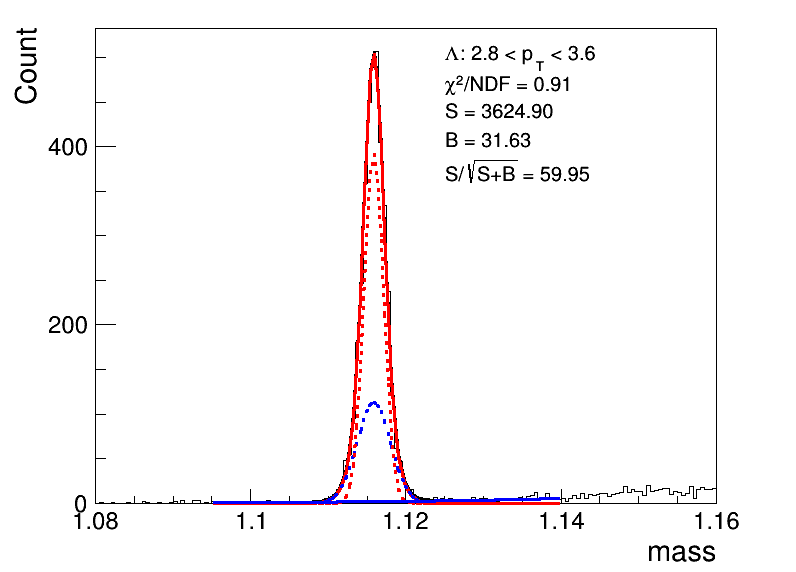 Count
Λ: 2.8 < pT < 3.6
χ²/NDF = 0.91
S = 3624.90
B = 31.63
S/√S+B = 59.95
400
200
0
1.08 1.1 1.12 1.14 1.16
mass